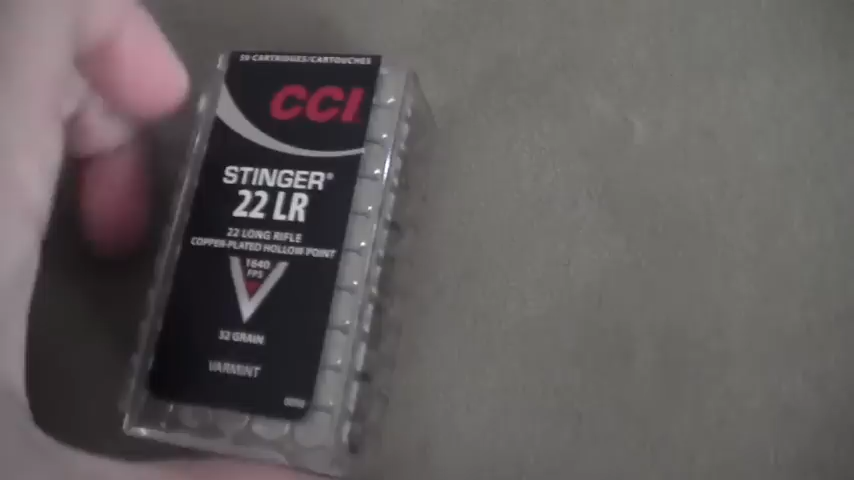 50 CARTRIDGES/CARTOUCHES
CCI
STINGER®
22 LR
22 LONG RIFLE
COPPER-PLATED HOLLOW POINT
1640
FPS
32 GRAIN
VARMINT